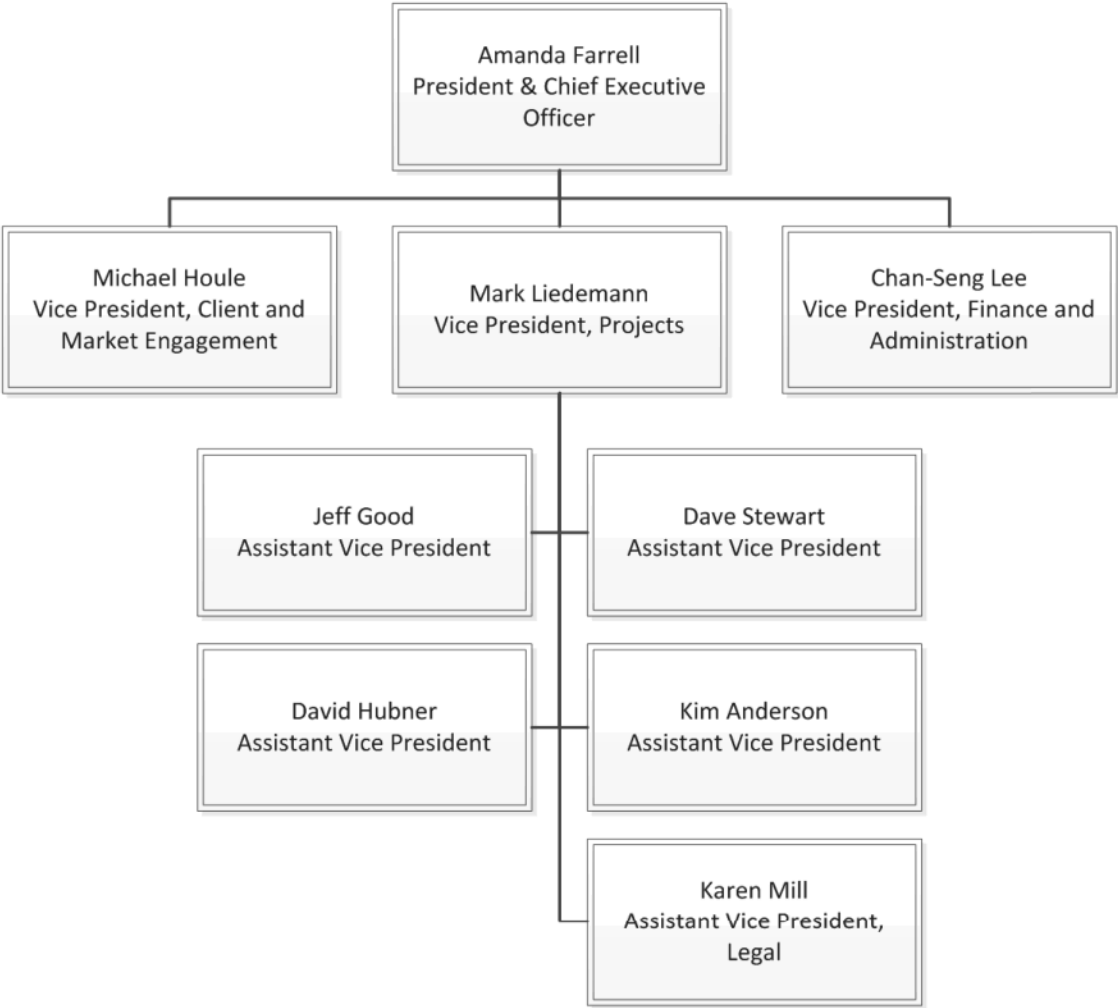 Amanda Farrell
President & Chief Executive
Officer
Michael Houle
Vice President, Client and
Market Engagement
Mark Liedemann
Vice President, Projects
Chan-Seng Lee
Vice President, Finance and
Administration
Jeff Good
Assistant Vice President
Dave Stewart
Assistant Vice President
David Hubner
Assistant Vice President
Kim Anderson
Assistant Vice President
Karen Mill
Assistant Vice President,
Legal